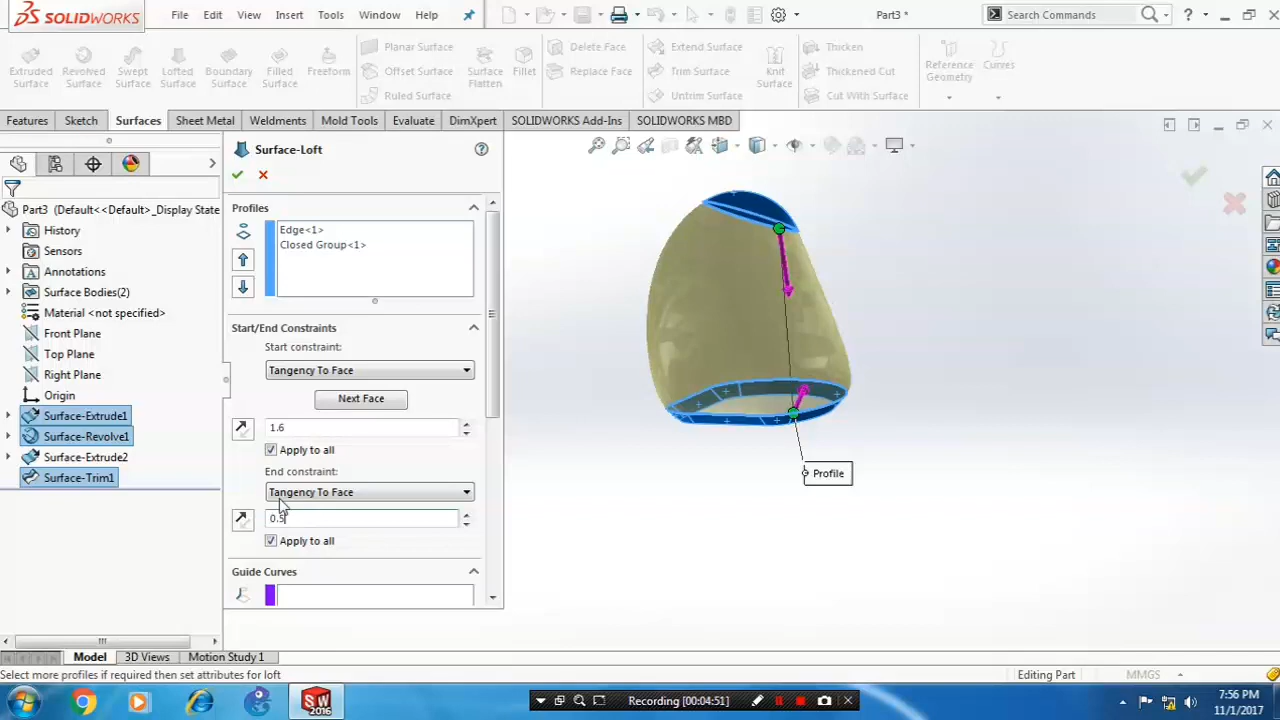 SOLIDWORKS File Edit View Insert Tools Window Help Part3 * Search Commands ?
Extruded Surface Revolved Surface Swept Surface Lofted Surface Boundary Surface Filled Surface Freeform Planar Surface Offset Surface Ruled Surface Surface Flatten Fillet Delete Face Replace Face Extend Surface Trim Surface Untrim Surface Knit Surface Thicken Thickened Cut Cut With Surface Reference Geometry Curves
Features Sketch Surfaces Sheet Metal Weldments Mold Tools Evaluate DimXpert SOLIDWORKS Add-Ins SOLIDWORKS MBD
Part3 (Default<<Default>_Display State
History
Sensors
Annotations
Surface Bodies(2)
Material <not specified>
Front Plane
Top Plane
Right Plane
Origin
Surface-Extrude1
Surface-Revolve1
Surface-Extrude2
Surface-Trim1
Surface-Loft
Profiles
Edge<1>
Closed Group<1>
Start/End Constraints
Start constraint:
Tangency To Face
Next Face
1.6
Apply to all
End constraint:
Tangency To Face
0.5
Apply to all
Guide Curves
Profile
Model 3D Views Motion Study 1
Select more profiles if required then set attributes for loft Editing Part MMGS
SW 2016
Recording [00:04:51]
7:56 PM
11/1/2017